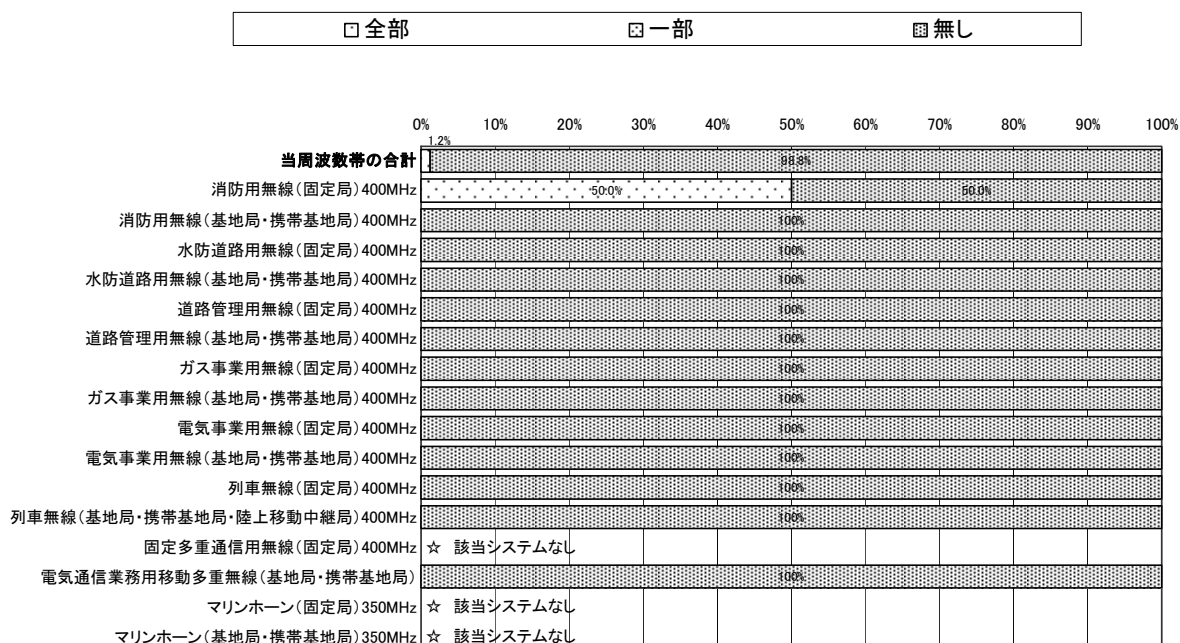 全部 一部 無し
0% 10% 20% 30% 40% 50% 60% 70% 80% 90% 100%
1.2%
当周波数帯の合計 98.8%
消防用無線(固定局)400MHz 50.0% 50.0%
消防用無線(基地局・携帯基地局)400MHz 100%
水防道路用無線(固定局)400MHz 100%
水防道路用無線(基地局・携帯基地局)400MHz 100%
道路管理用無線(固定局)400MHz 100%
道路管理用無線(基地局・携帯基地局)400MHz 100%
ガス事業用無線(固定局)400MHz 100%
ガス事業用無線(基地局・携帯基地局)400MHz 100%
電気事業用無線(固定局)400MHz 100%
電気事業用無線(基地局・携帯基地局)400MHz 100%
列車無線(固定局)400MHz 100%
列車無線(基地局・携帯基地局・陸上移動中継局)400MHz 100%
固定多重通信用無線(固定局)400MHz ☆ 該当システムなし
電気通信業務用移動多重無線(基地局・携帯基地局) 100%
マリンホーン(固定局)350MHz ☆ 該当システムなし
マリンホーン(基地局・携帯基地局)350MHz ☆ 該当システムなし